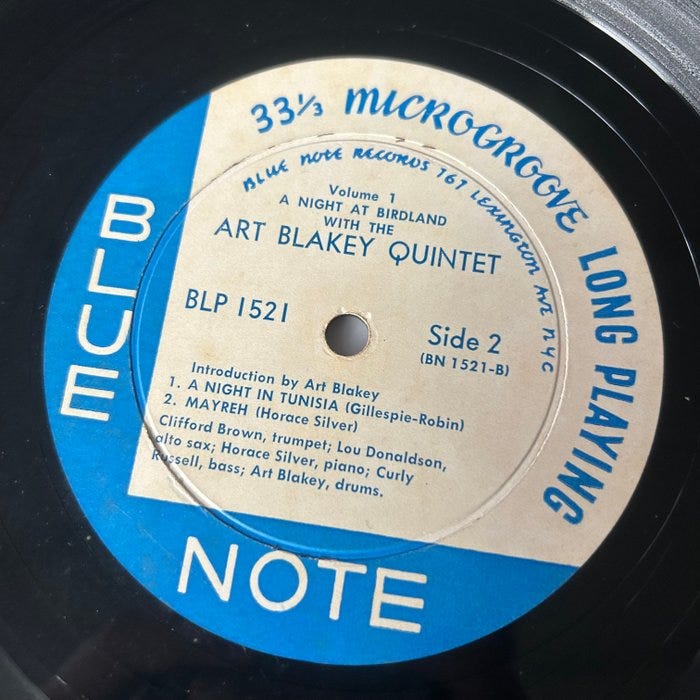 33⅓ MICROGROOVE LONG PLAYING
BLUE NOTE RECORDS 767 LEXINGTON AVE NYC
Volume 1
A NIGHT AT BIRDLAND
WITH THE
ART BLAKEY QUINTET
BLP 1521
Side 2
(BN 1521-B)
Introduction by Art Blakey
1. A NIGHT IN TUNISIA (Gillespie-Robin)
2. MAYREH (Horace Silver)
Clifford Brown, trumpet; Lou Donaldson,
alto sax; Horace Silver, piano; Curly
Russell, bass; Art Blakey, drums.
BLUE
NOTE